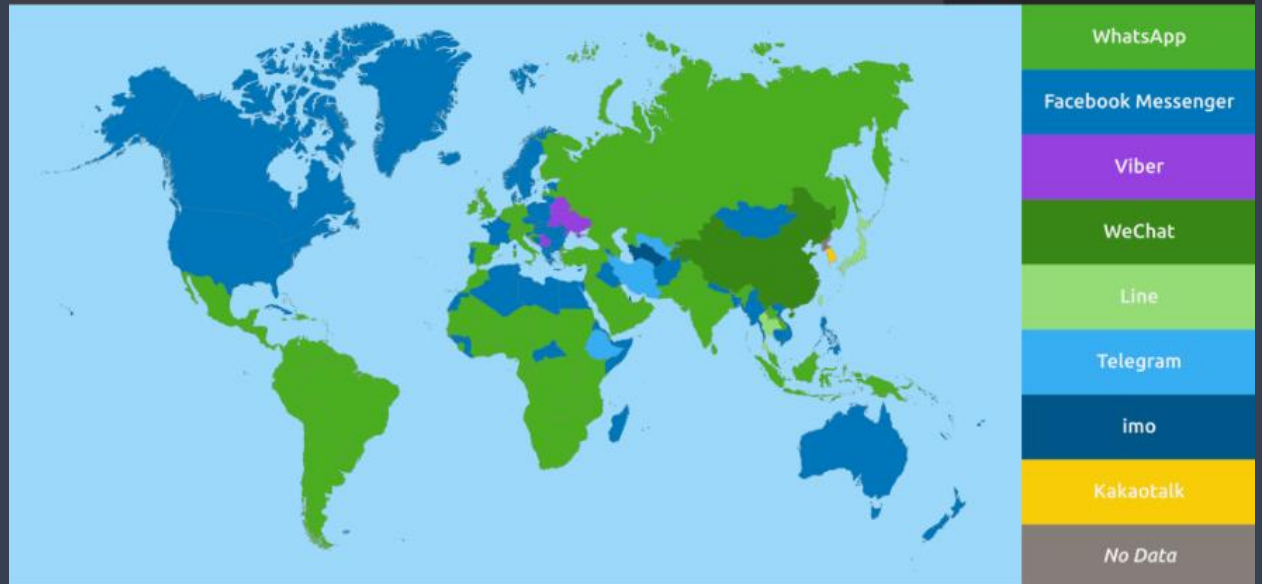 WhatsApp
Facebook Messenger
Viber
WeChat
Line
Telegram
imo
Kakaotalk
No Data